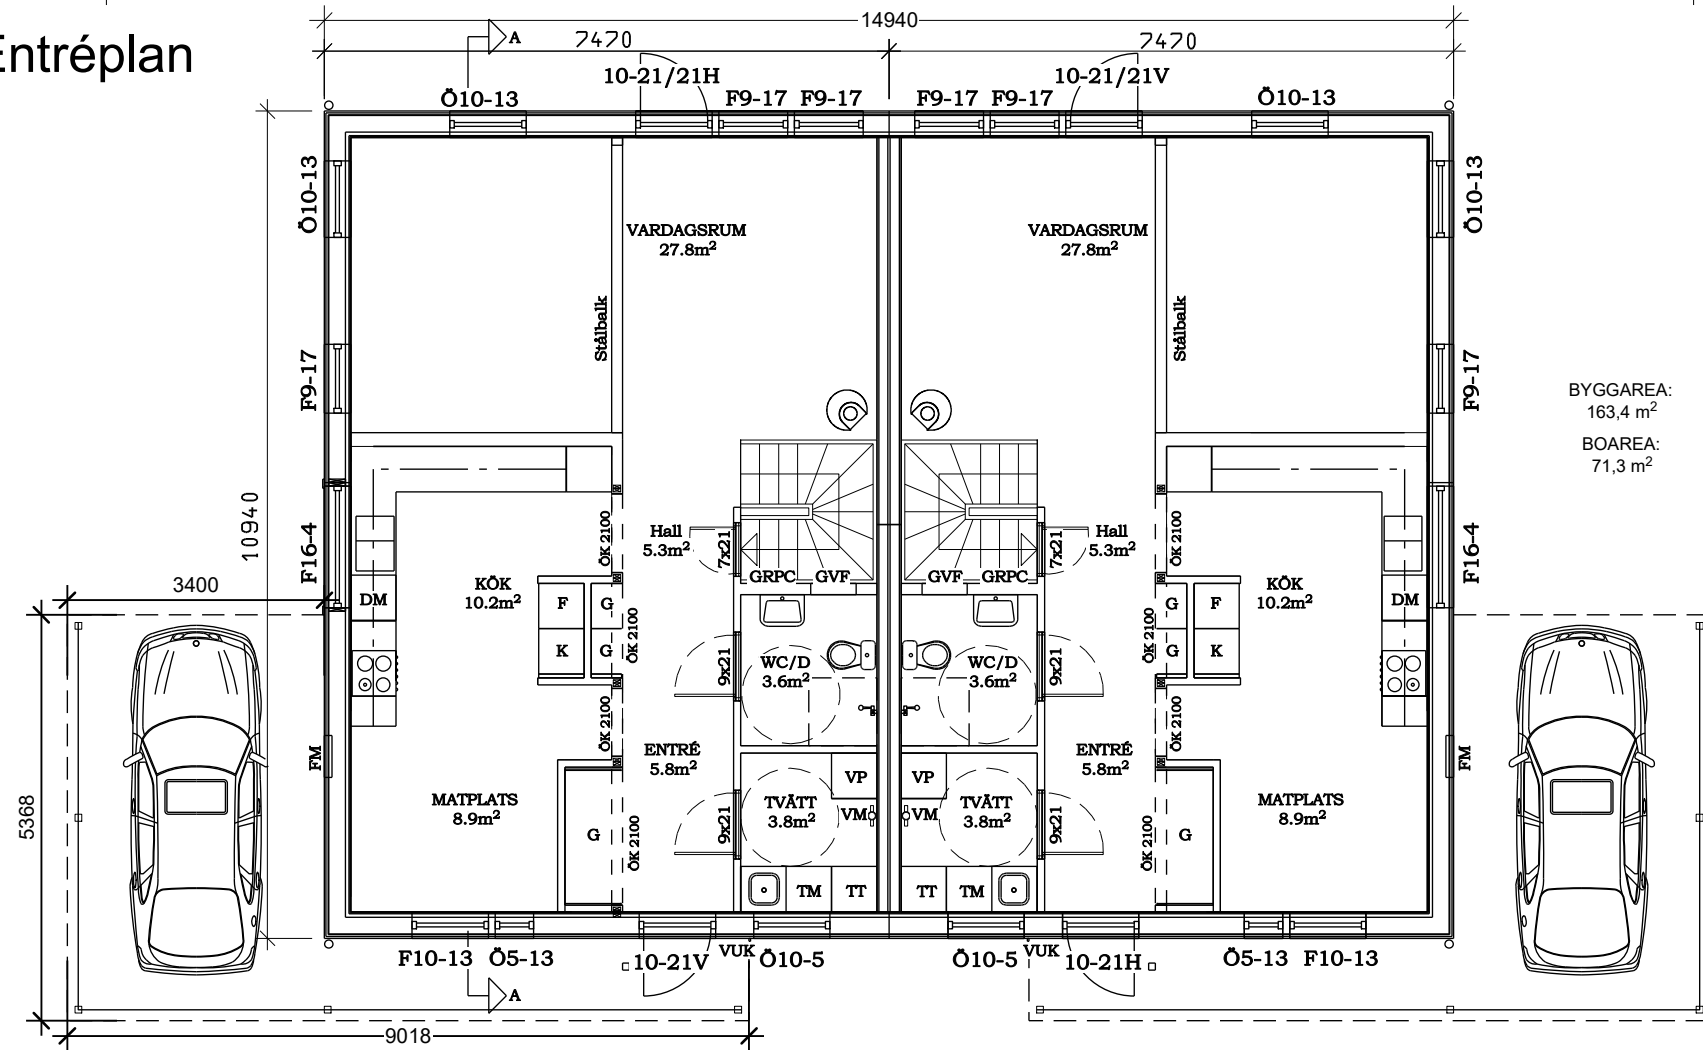 Entréplan
14940
7470
7470
A
10-21/21H
10-21/21V
Ö10-13
F9-17
F9-17
F9-17
F9-17
Ö10-13
Ö10-13
Ö10-13
VARDAGSRUM
27.8m²
VARDAGSRUM
27.8m²
Stålbalk
Stålbalk
F9-17
F9-17
BYGGAREA:
163,4 m²
BOAREA:
71,3 m²
10940
F16-4
F16-4
ÖK 2100
Hall
5.3m²
7x21
7x21
Hall
5.3m²
ÖK 2100
GRPC
GVF
GVF
GRPC
3400
DM
KÖK
10.2m²
F
G
G
F
KÖK
10.2m²
DM
K
G
ÖK 2100
ÖK 2100
G
K
9x21
WC/D
3.6m²
WC/D
3.6m²
9x21
ÖK 2100
ÖK 2100
FM
ENTRÉ
5.8m²
ENTRÉ
5.8m²
FM
VP
VP
MATPLATS
8.9m²
TVÄTT
3.8m²
VM
VM
TVÄTT
3.8m²
MATPLATS
8.9m²
5368
G
ÖK 2100
9x21
9x21
ÖK 2100
G
TM
TT
TT
TM
F10-13
Ö5-13
10-21V
VUK
Ö10-5
Ö10-5
VUK
10-21H
Ö5-13
F10-13
A
9018